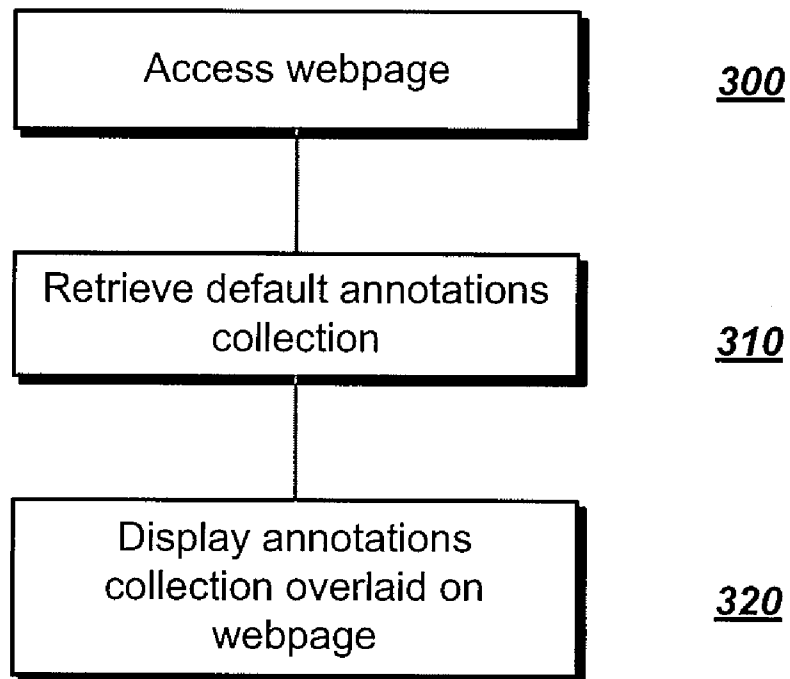 Access webpage
300
Retrieve default annotations
collection
310
Display annotations
collection overlaid on
webpage
320